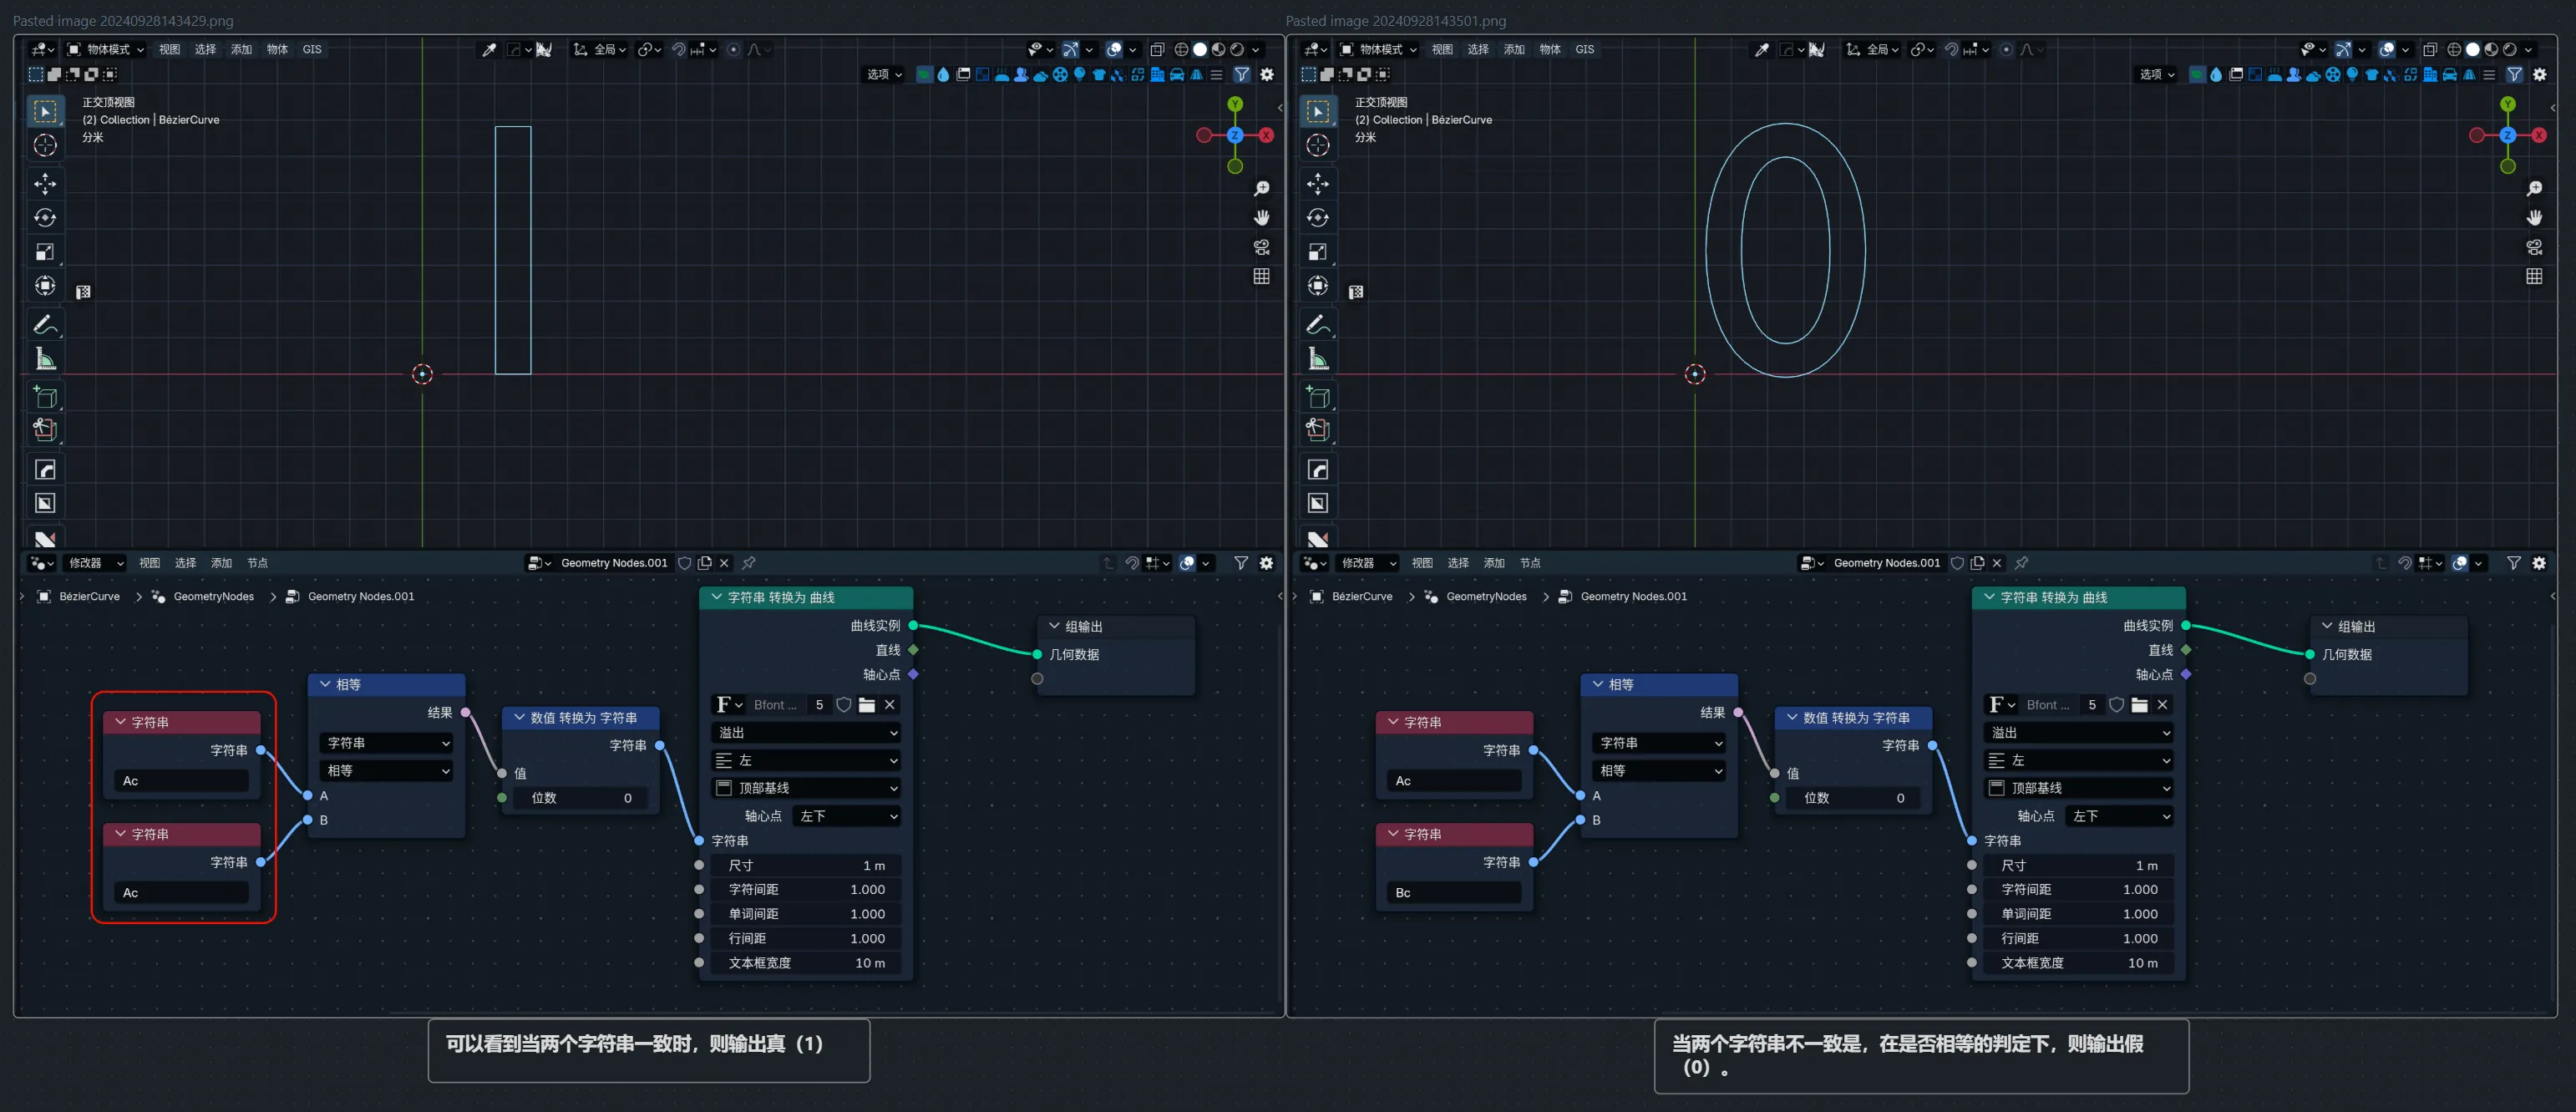 Pasted image 20240928143429.png
物体模式 视图 选择 添加 物体 GIS 全局
选项
正交顶视图
(2) Collection | BézierCurve
分米
Y
Z
X
修改器 视图 选择 添加 节点 Geometry Nodes.001
BézierCurve GeometryNodes Geometry Nodes.001
字符串
字符串
Ac
字符串
字符串
Ac
相等
结果
字符串
相等
A
B
数值 转换为 字符串
字符串
值
位数 0
字符串 转换为 曲线
曲线实例
直线
轴心点
F Bfont ... 5
溢出
左
顶部基线
轴心点 左下
字符串
尺寸 1 m
字符间距 1.000
单词间距 1.000
行间距 1.000
文本框宽度 10 m
组输出
几何数据
可以看到当两个字符串一致时，则输出真（1）
Pasted image 20240928143501.png
物体模式 视图 选择 添加 物体 GIS 全局
选项
正交顶视图
(2) Collection | BézierCurve
分米
0
Y
Z
X
修改器 视图 选择 添加 节点 Geometry Nodes.001
BézierCurve GeometryNodes Geometry Nodes.001
字符串
字符串
Ac
字符串
字符串
Bc
相等
结果
字符串
相等
A
B
数值 转换为 字符串
字符串
值
位数 0
字符串 转换为 曲线
曲线实例
直线
轴心点
F Bfont ... 5
溢出
左
顶部基线
轴心点 左下
字符串
尺寸 1 m
字符间距 1.000
单词间距 1.000
行间距 1.000
文本框宽度 10 m
组输出
几何数据
当两个字符串不一致是，在是否相等的判定下，则输出假
（0）。